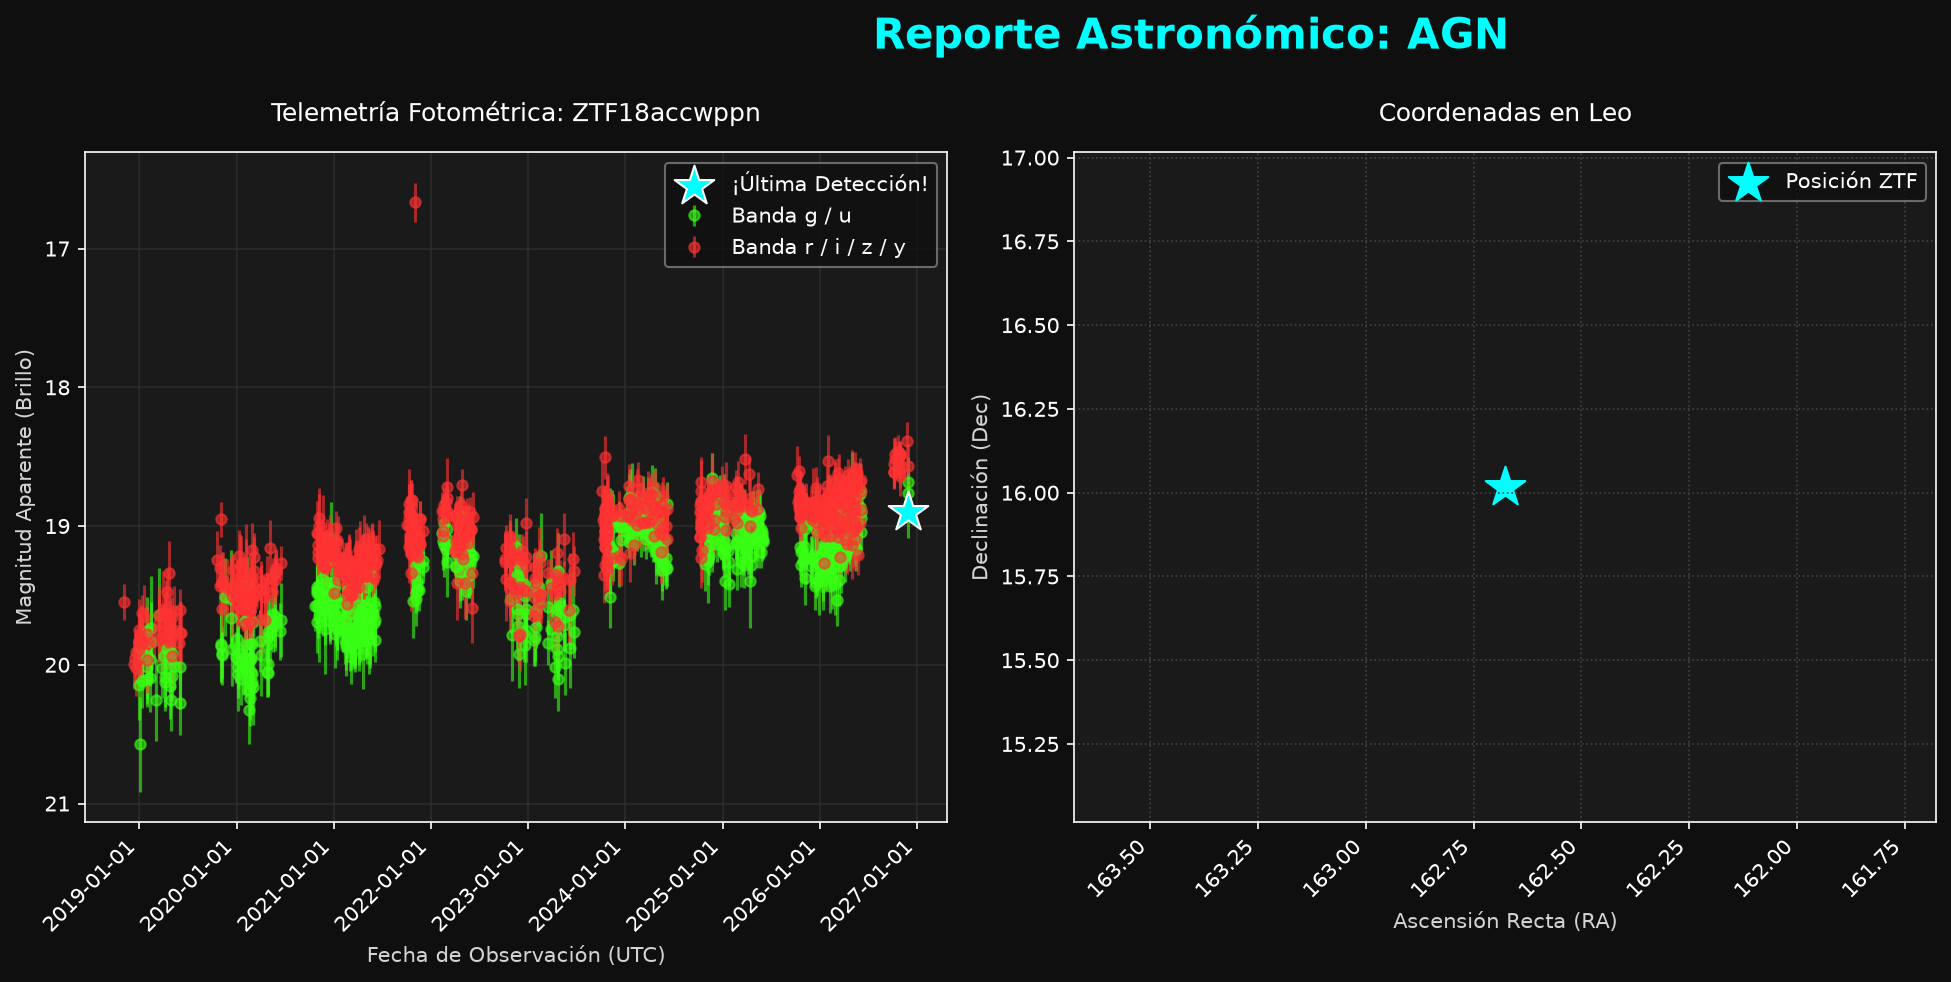 Reporte Astronómico: AGN
Telemetría Fotométrica: ZTF18accwppn
¡Última Detección!
Banda g / u
Banda r / i / z / y
Magnitud Aparente (Brillo)
17
18
19
20
21
2019-01-01
2020-01-01
2021-01-01
2022-01-01
2023-01-01
2024-01-01
2025-01-01
2026-01-01
2027-01-01
Fecha de Observación (UTC)
Coordenadas en Leo
Posición ZTF
Declinación (Dec)
17.00
16.75
16.50
16.25
16.00
15.75
15.50
15.25
163.50
163.25
163.00
162.75
162.50
162.25
162.00
161.75
Ascensión Recta (RA)